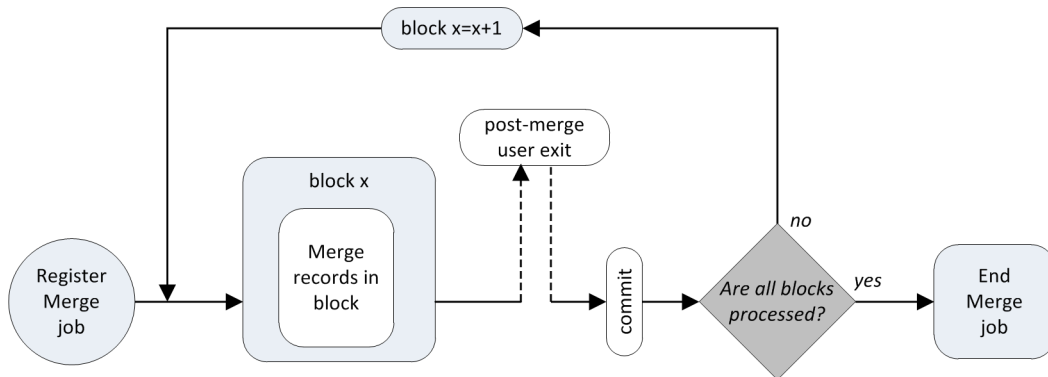 block x=x+1
post-merge
user exit
block x
Merge
records in
block
Register
Merge
job
commit
no
Are all blocks
processed?
yes
End
Merge
job